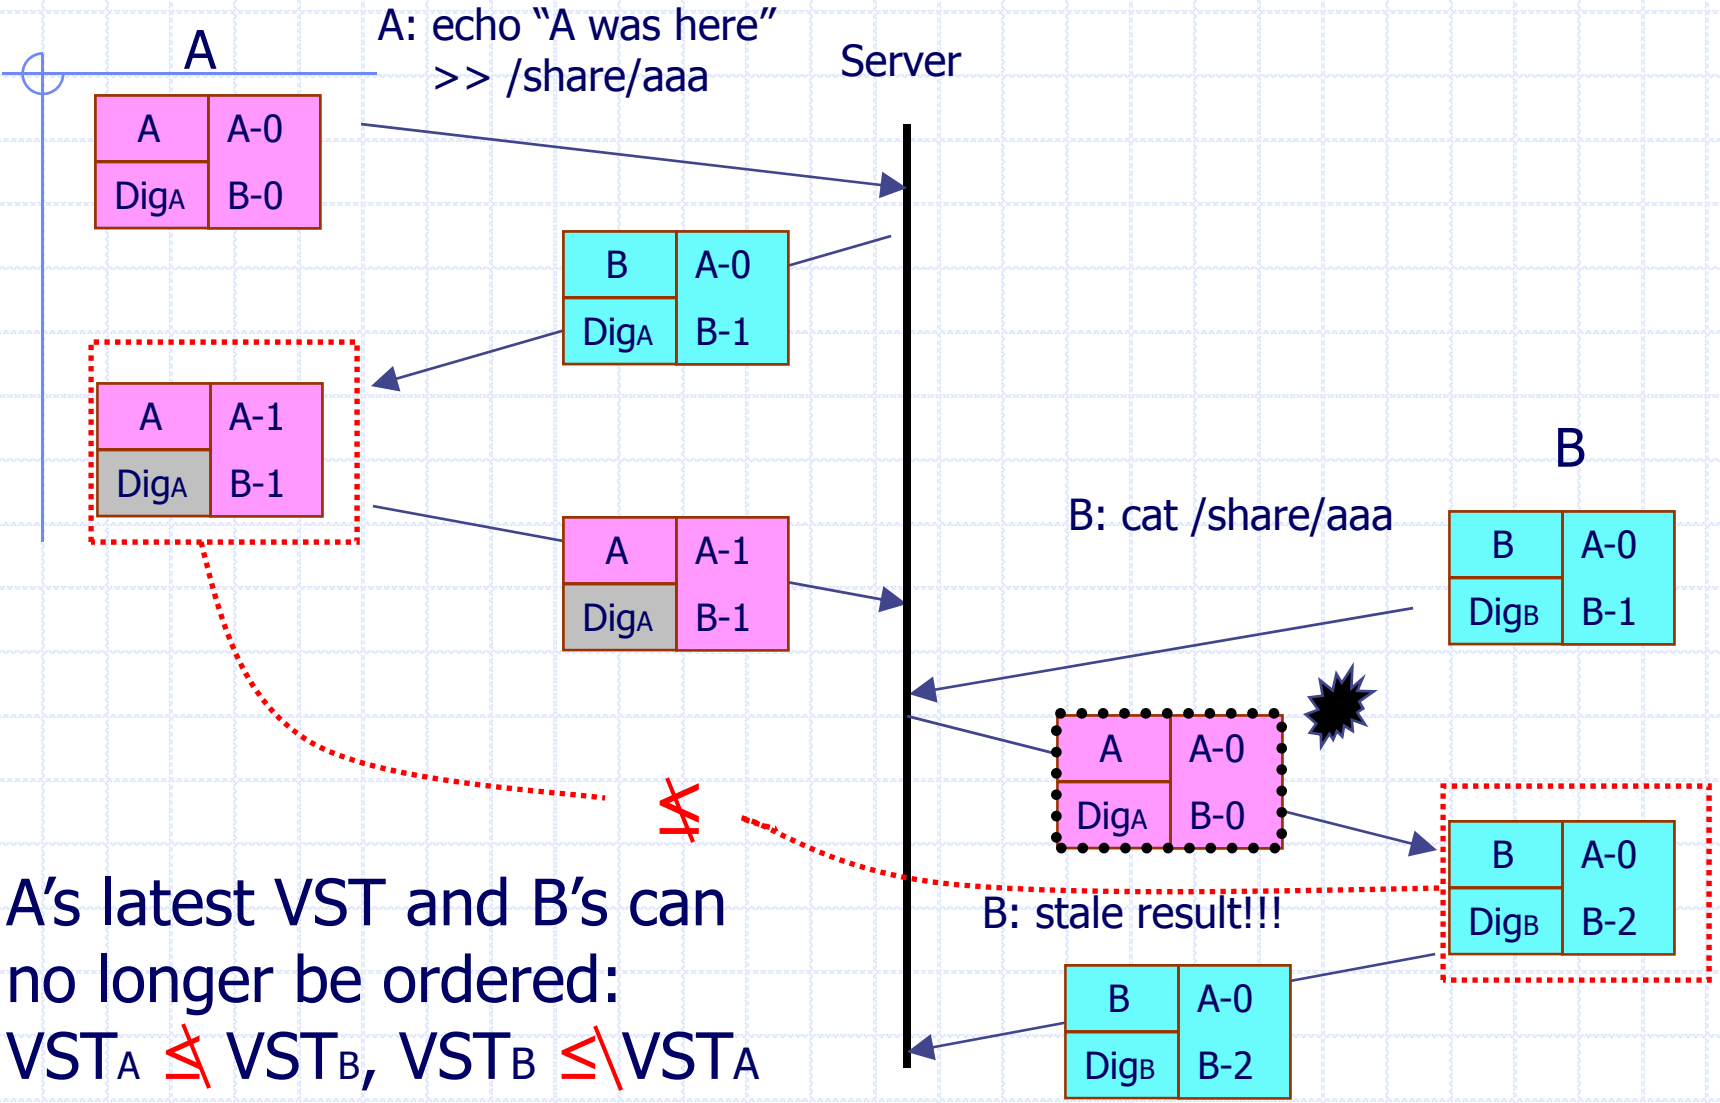 A: echo “A was here”
>> /share/aaa
A
Server
A A-0
DigA B-0
B A-0
DigA B-1
A A-1
DigA B-1
A A-1
DigA B-1
B
B: cat /share/aaa
B A-0
DigB B-1
A A-0
DigA B-0
≰
B A-0
DigB B-2
B: stale result!!!
B A-0
DigB B-2
A’s latest VST and B’s can
no longer be ordered:
VSTA ≰ VSTB, VSTB ≰ VSTA